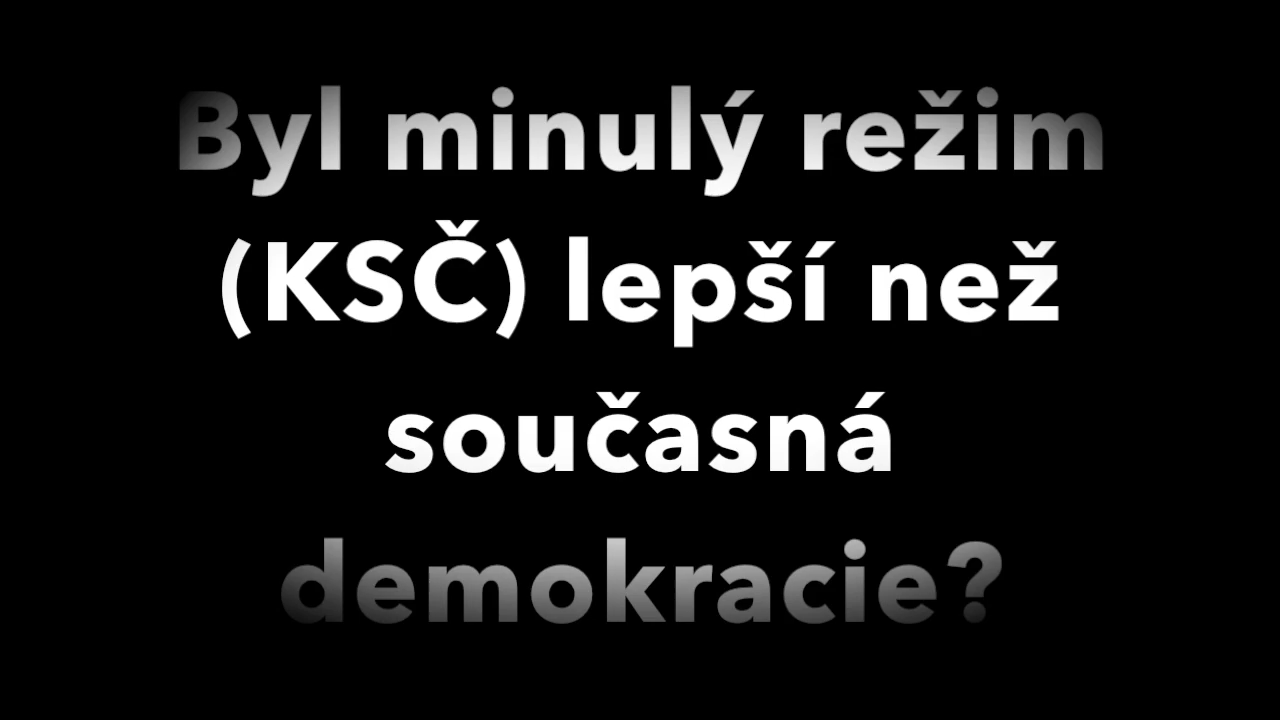 Byl minulý režim
(KSČ) lepší než
současná
demokracie?